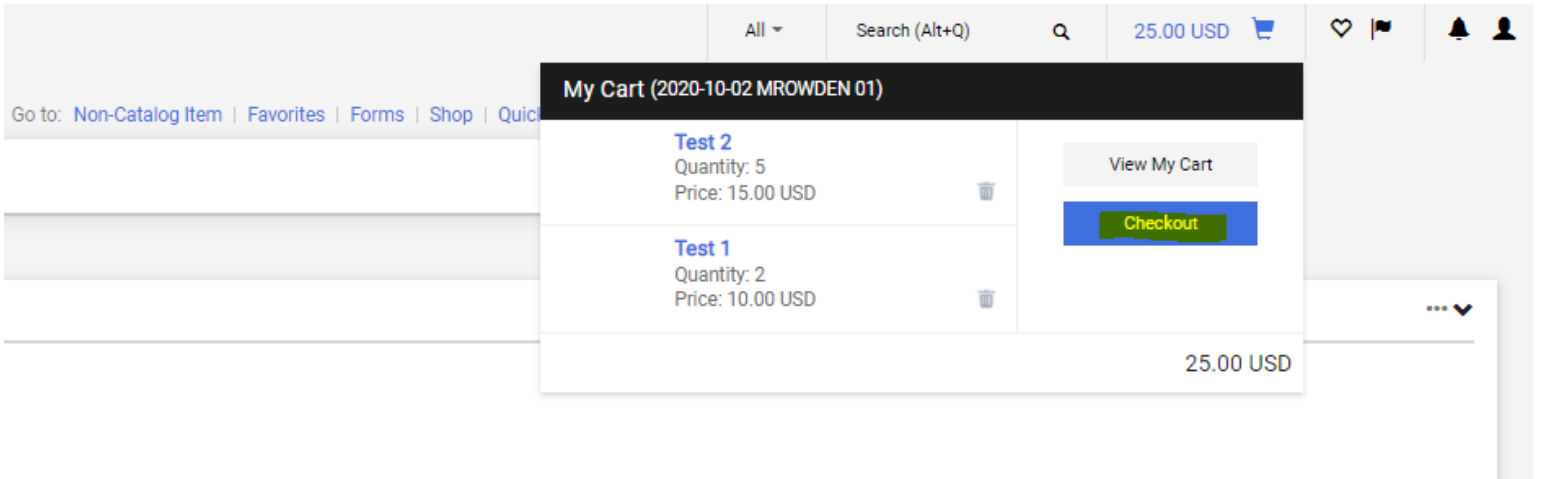 All
Search (Alt+Q)
25.00 USD
My Cart (2020-10-02 MROWDEN 01)
Go to: Non-Catalog Item | Favorites | Forms | Shop | Quic
Test 2
Quantity: 5
Price: 15.00 USD
View My Cart
Checkout
Test 1
Quantity: 2
Price: 10.00 USD
25.00 USD